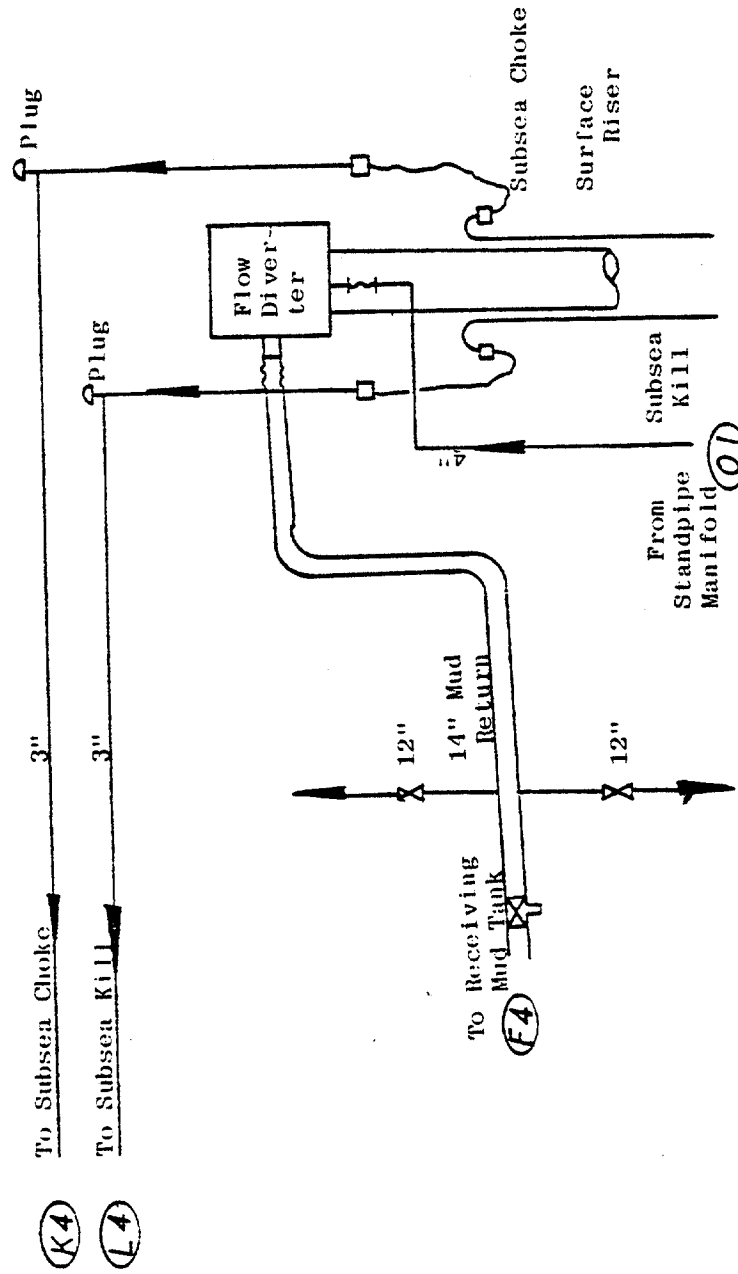 K4
To Subsea Choke
3"
Plug
L4
To Subsea Kill
3"
Plug
Flow
Diver-
ter
12"
14" Mud
Return
12"
To Receiving
Mud Tank
F4
4"
From
Standpipe
Manifold
O1
Subsea
Kill
Subsea Choke
Surface
Riser